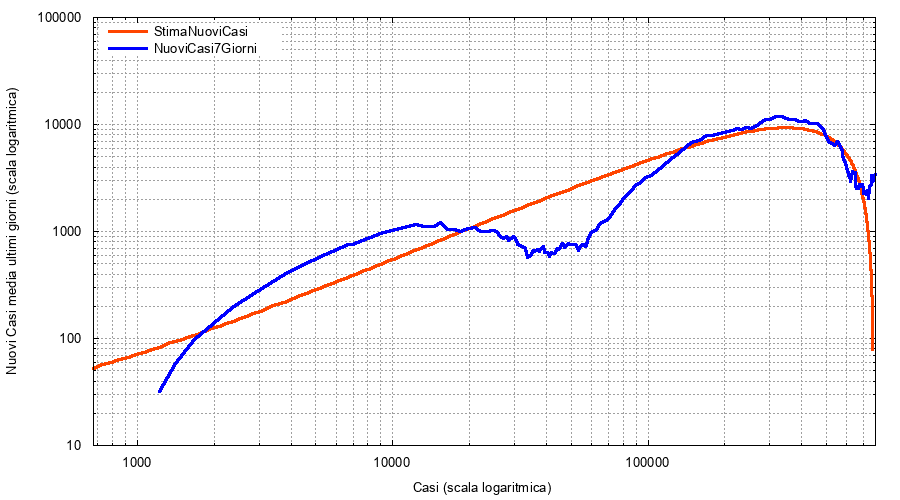 100000
StimaNuoviCasi
NuoviCasi7Giorni
10000
1000
100
10
Nuovi Casi media ultimi giorni (scala logaritmica)
1000 10000 100000
Casi (scala logaritmica)